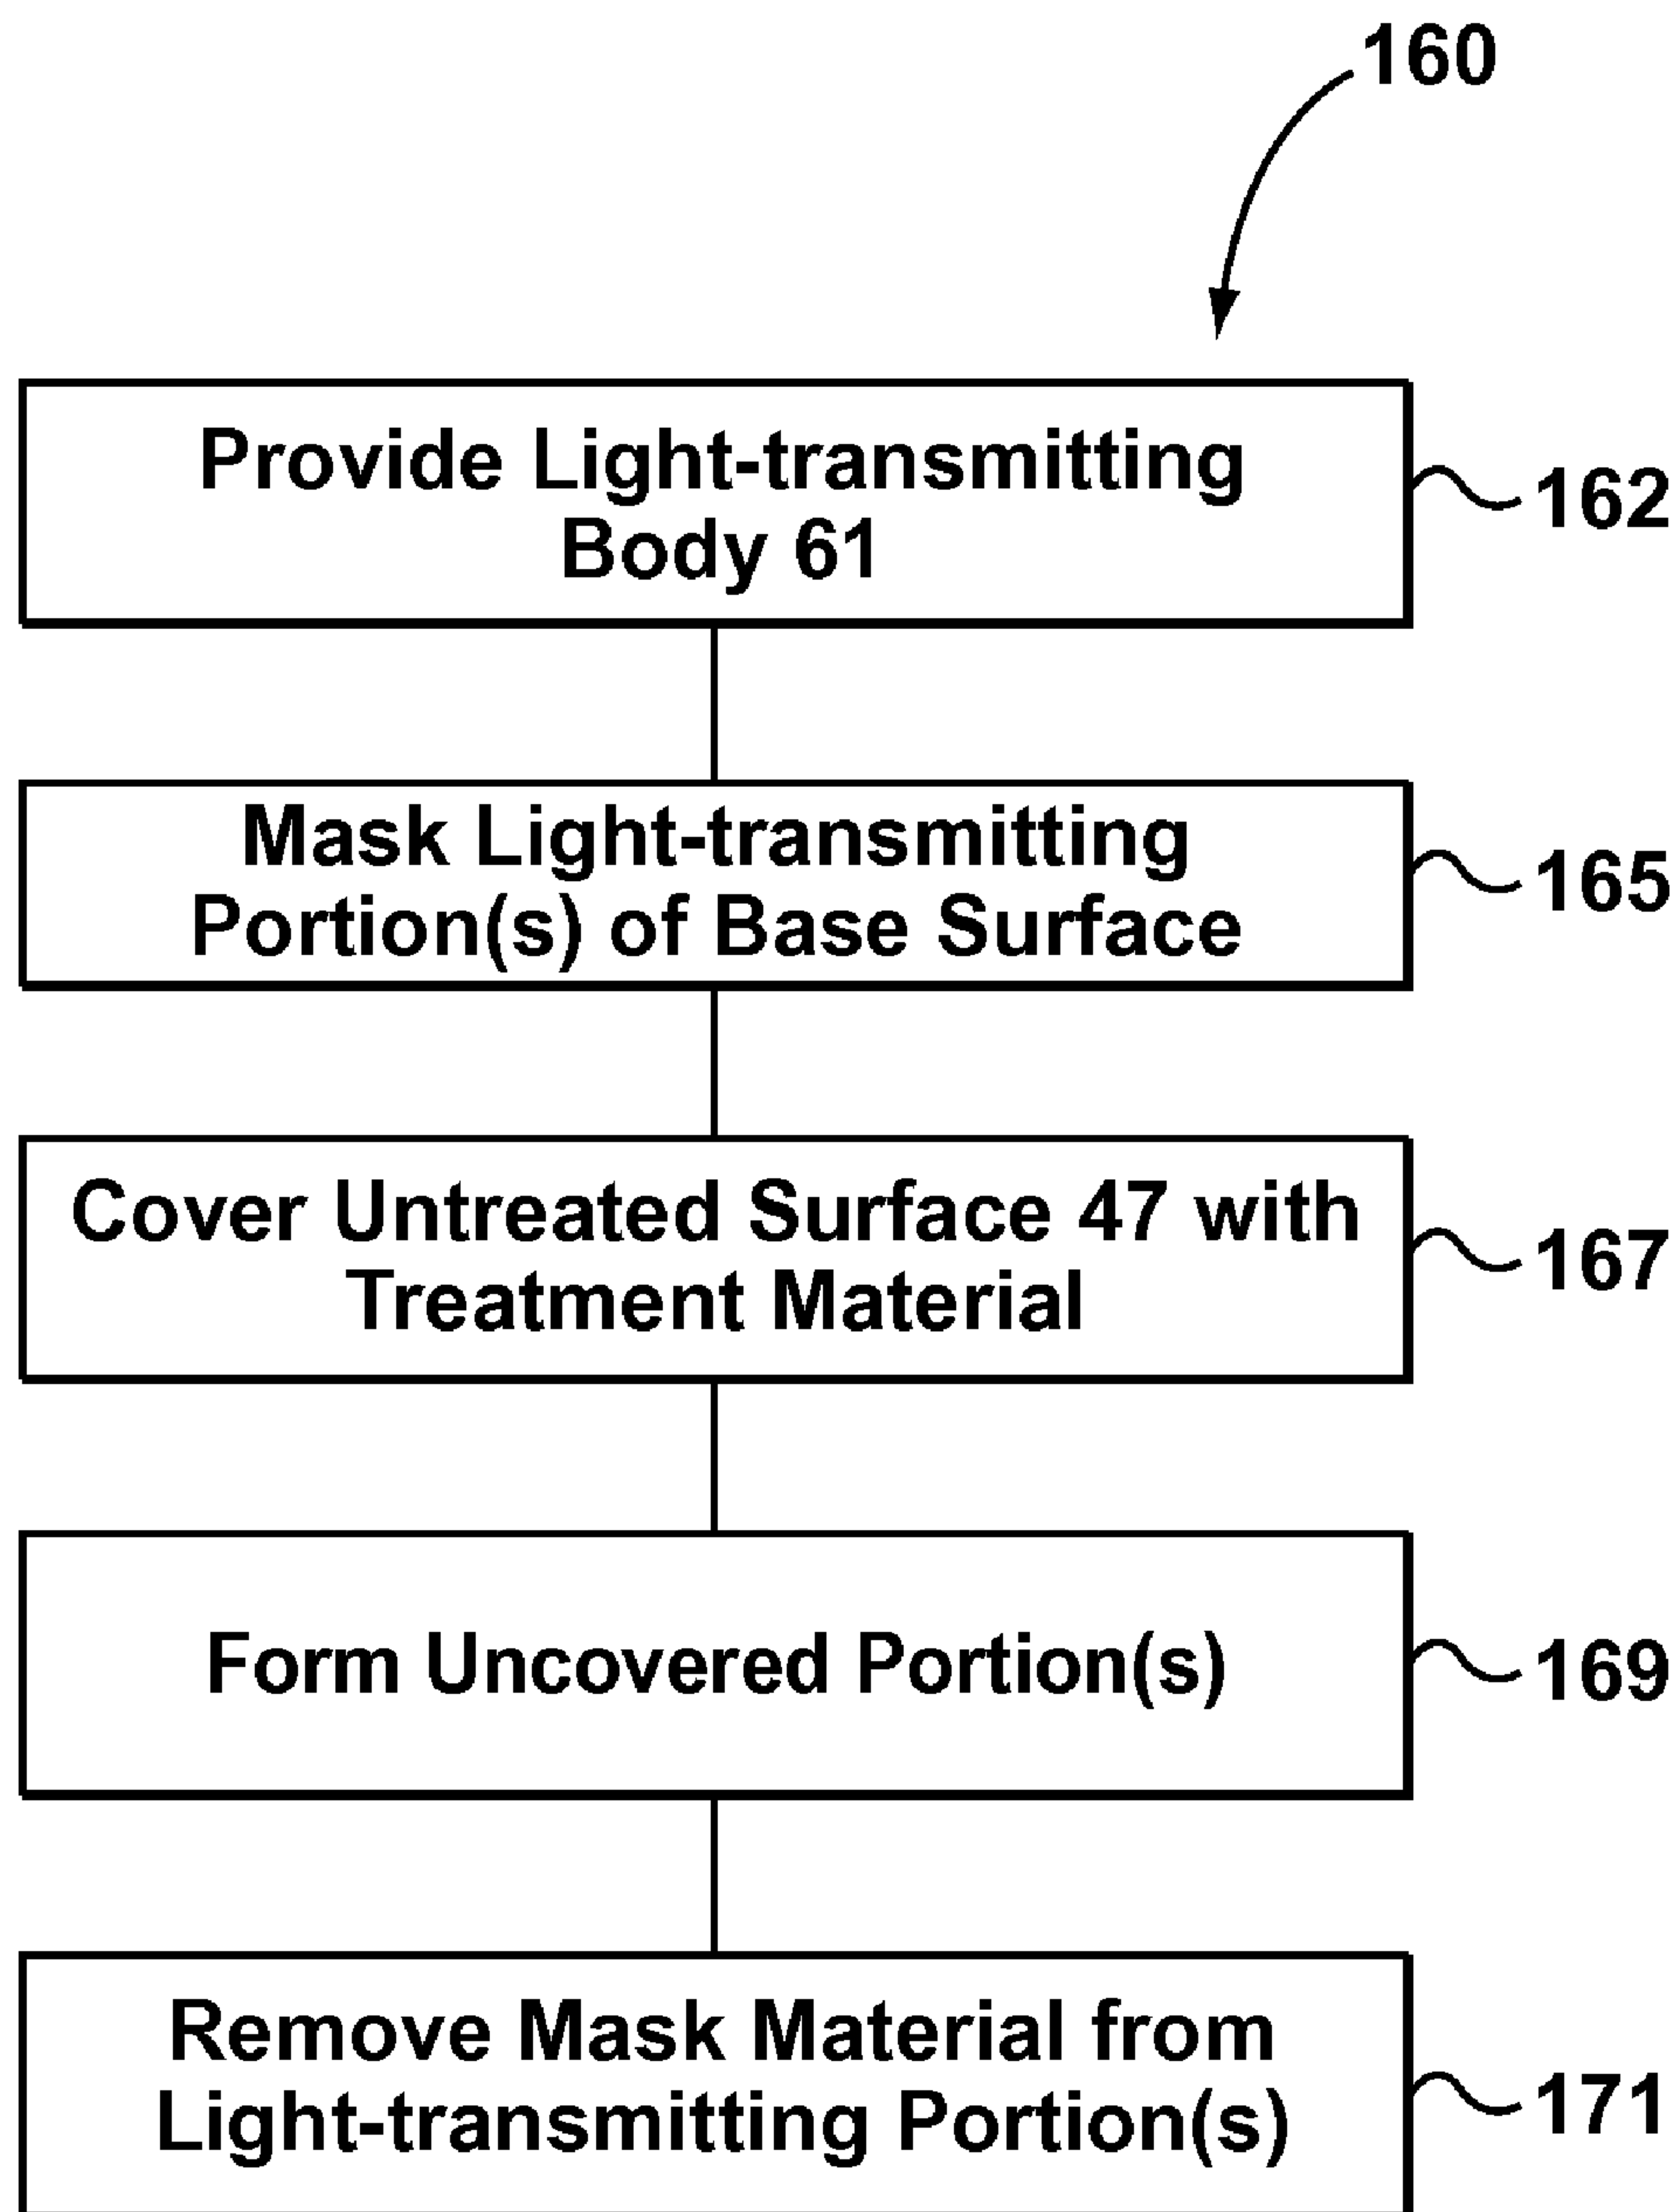 160
Provide Light-transmitting
Body 61
162
Mask Light-transmitting
Portion(s) of Base Surface
165
Cover Untreated Surface 47 with
Treatment Material
167
Form Uncovered Portion(s)
169
Remove Mask Material from
Light-transmitting Portion(s)
171